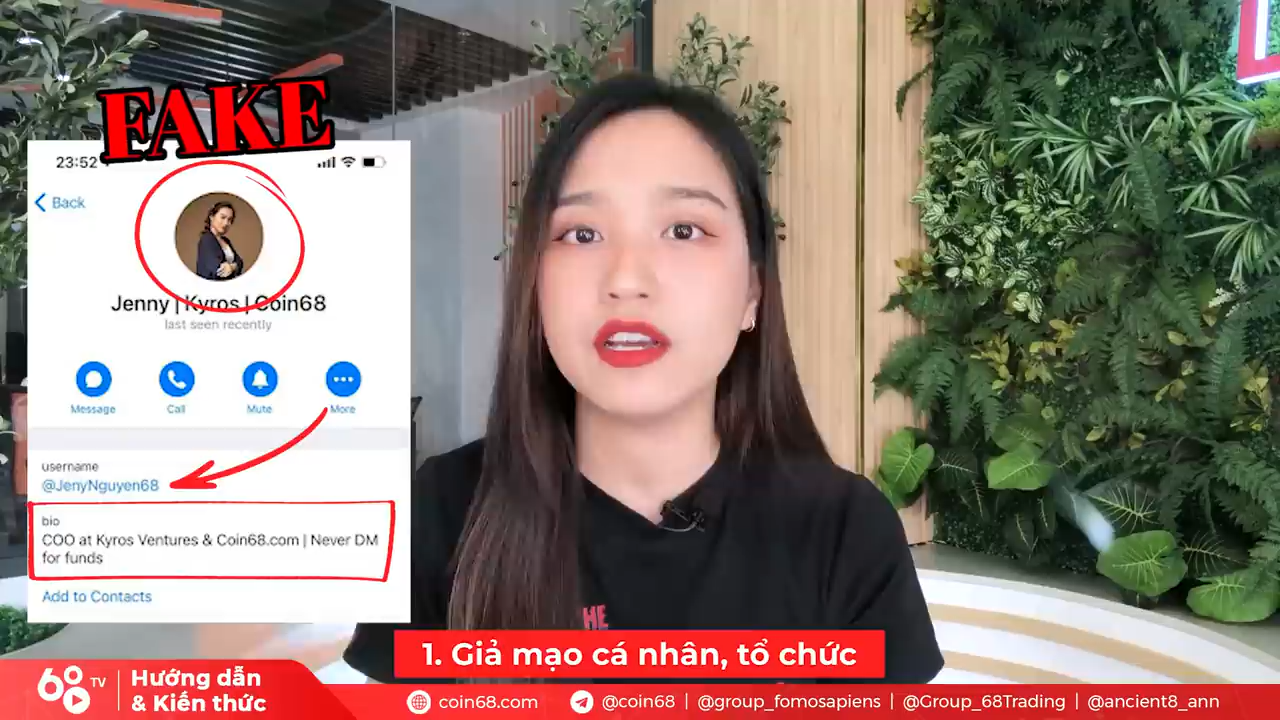 FAKE
23:52
Back
Jenny | Kyros | Coin68
last seen recently
Message
Call
Mute
More
username
@JenyNguyen68
bio
COO at Kyros Ventures & Coin68.com | Never DM
for funds
Add to Contacts
THE
1. Giả mạo cá nhân, tổ chức
68 TV
Hướng dẫn
& Kiến thức
coin68.com
@coin68 | @group_fomosapiens | @Group_68Trading | @ancient8_ann